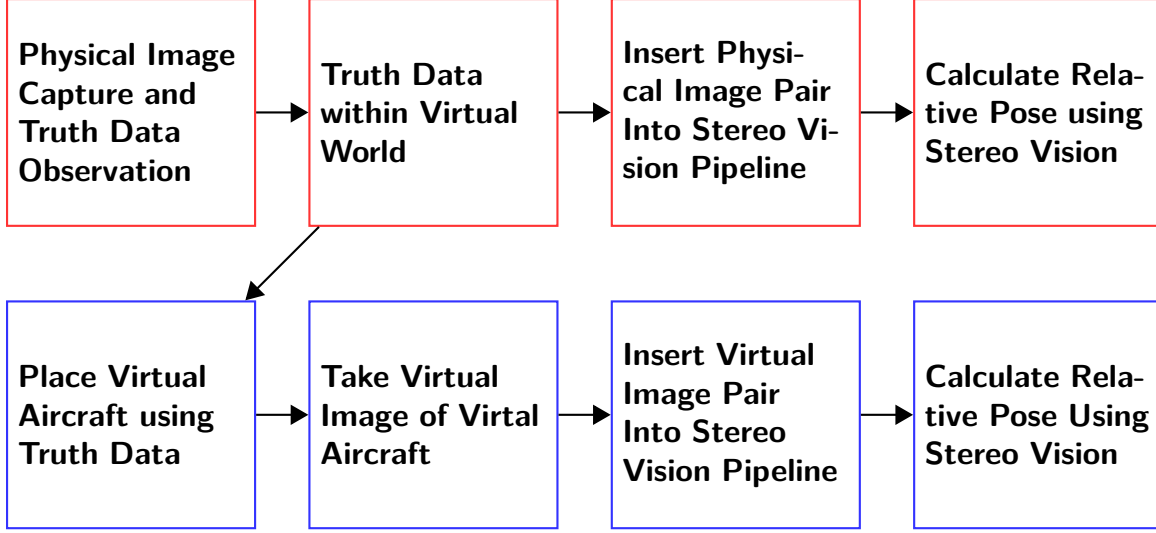 Physical Image
Capture and
Truth Data
Observation
Truth Data
within Virtual
World
Insert Physi-
cal Image Pair
Into Stereo Vi-
sion Pipeline
Calculate Rela-
tive Pose using
Stereo Vision
Place Virtual
Aircraft using
Truth Data
Take Virtual
Image of Virtal
Aircraft
Insert Virtual
Image Pair
Into Stereo
Vision Pipeline
Calculate Rela-
tive Pose Using
Stereo Vision